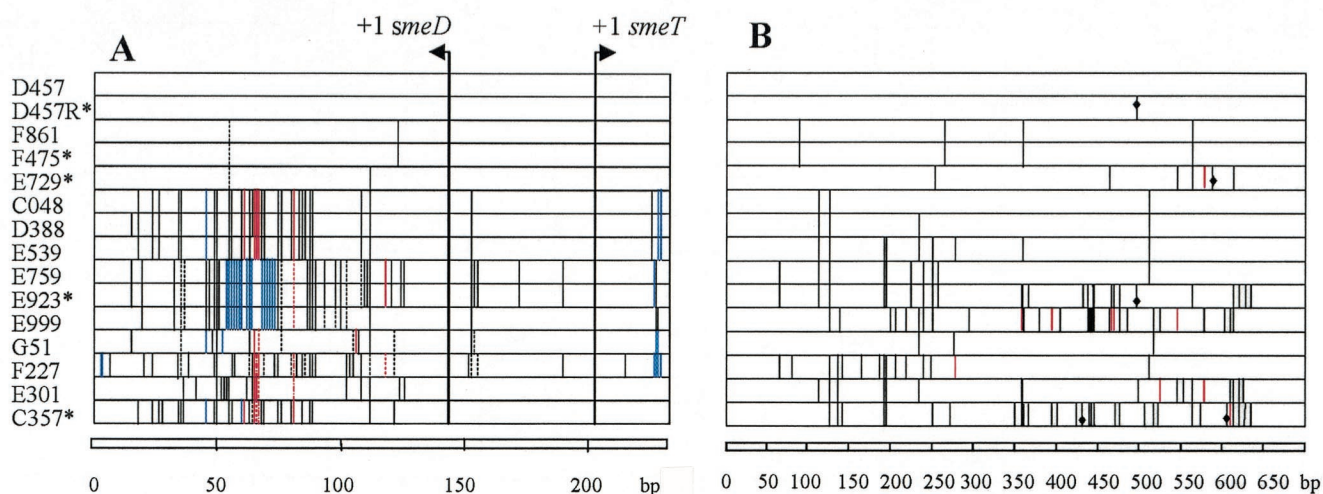 +1 smeD
+1 smeT
A
B
D457
D457R*
F861
F475*
E729*
C048
D388
E539
E759
E923*
E999
G51
F227
E301
C357*
0 50 100 150 200 bp
0 50 100 150 200 250 300 350 400 450 500 550 600 650 bp